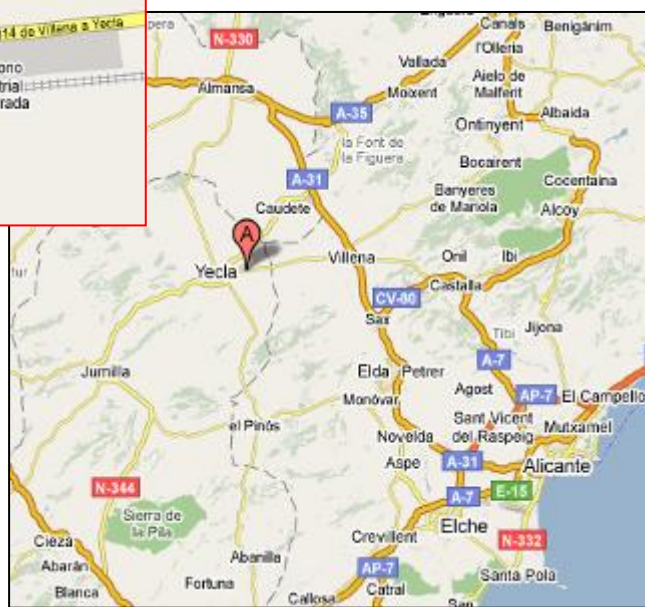 14 de Villena a Yecla
ono
trial
rada
N-330
Almansa
Vallada
Moixent
Canals
l'Olleria
Aielo de
Malferit
Benigànim
A-35
Ontinyent
Albaida
la Font de
la Figuera
A-31
Bocairent
Cocentaina
Banyeres
de Mariola
Alcoy
Caudete
A
Yecla
Villena
Onil
Ibi
Castalla
CV-80
Sax
Tibi
Jijona
Jumilla
Elda
Petrer
A-7
Monóvar
Agost
AP-7
El Campello
el Pinós
Sant Vicent
del Raspeig
Mutxamel
Novelda
Aspe
A-31
Alicante
N-344
A-7
E-15
Sierra de
la Pila
Elche
Cieza
Crevillent
N-332
Abarán
Abanilla
AP-7
Blanca
Fortuna
Catral
Santa Pola
Callosa
San